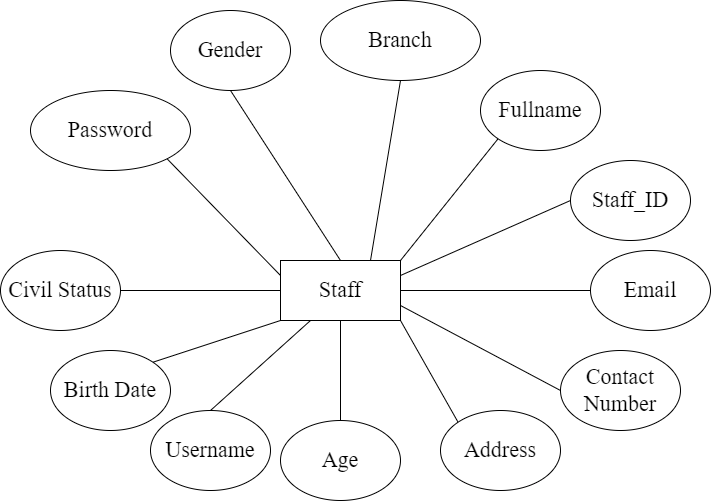 Branch
Gender
Fullname
Password
Staff_ID
Civil Status
Staff
Email
Birth Date
Contact
Number
Username
Age
Address